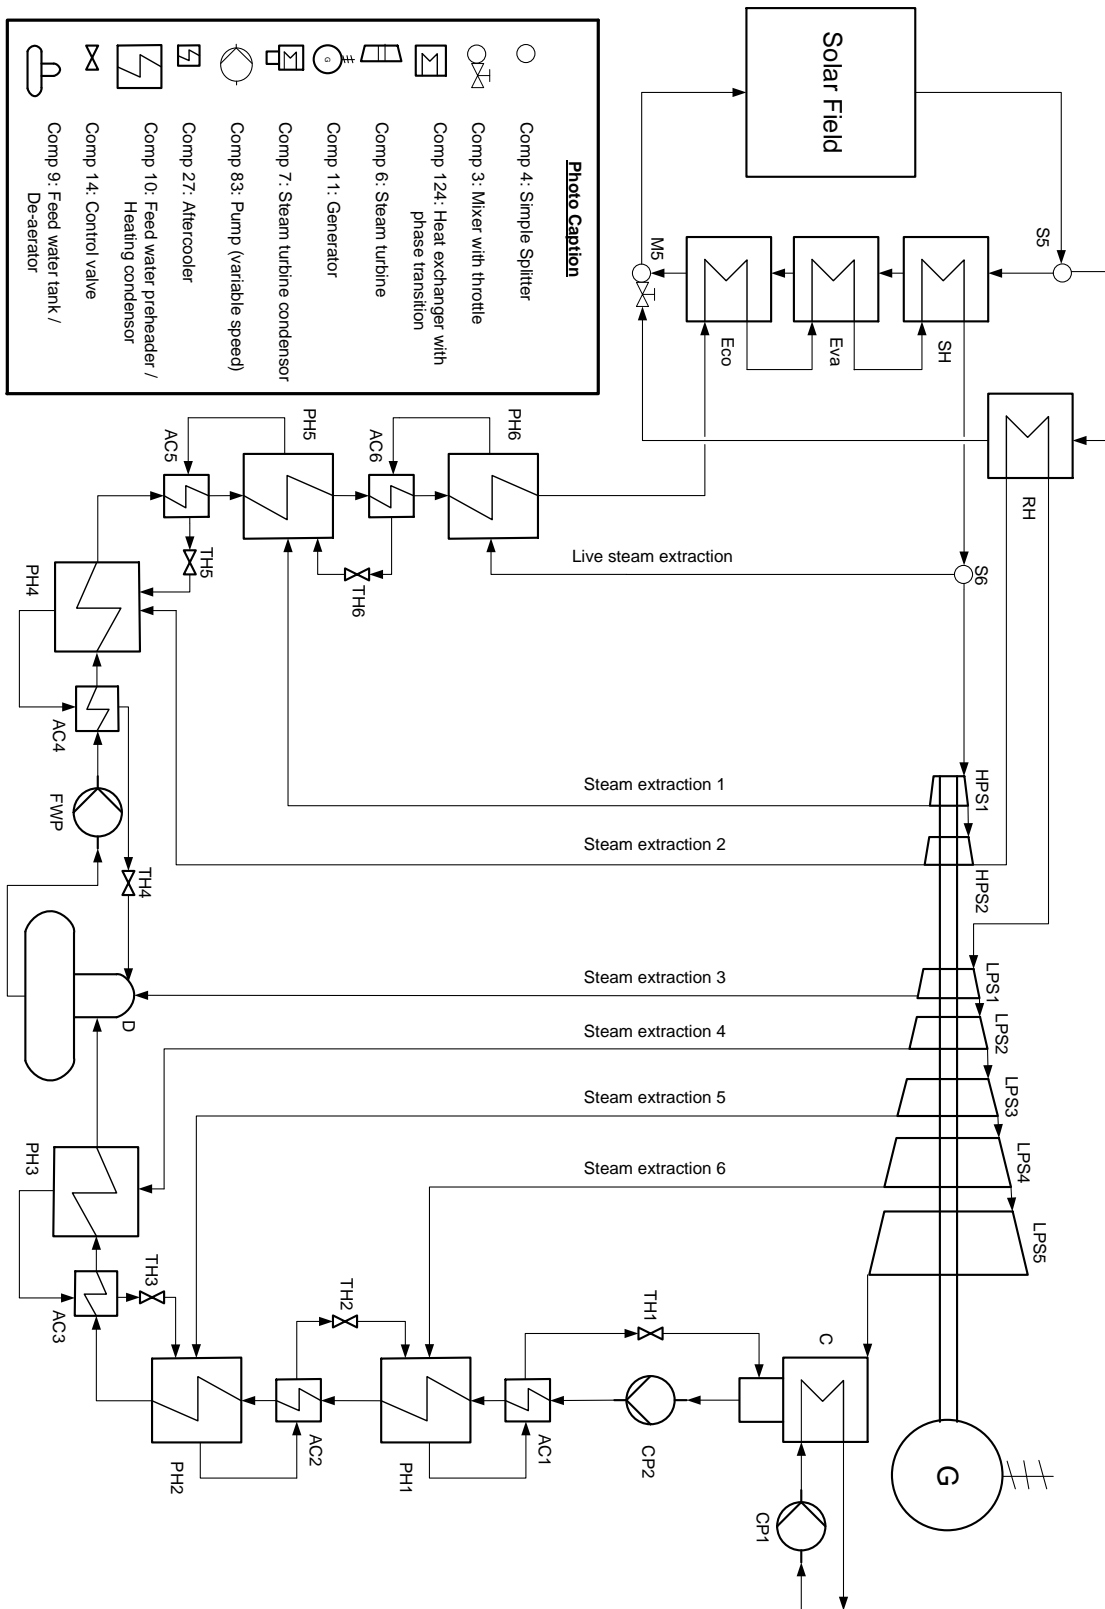 Solar Field
S5
M5
SH
Eva
Eco
RH
Photo Caption
Comp 4: Simple Splitter
Comp 3: Mixer with throttle
Comp 124: Heat exchanger with
phase transition
Comp 6: Steam turbine
G
Comp 11: Generator
Comp 7: Steam turbine condensor
Comp 83: Pump (variable speed)
Comp 27: Aftercooler
Comp 10: Feed water preheader /
Heating condensor
Comp 14: Control valve
Comp 9: Feed water tank /
De-aerator
PH6
AC6
PH5
AC5
TH5
TH6
Live steam extraction
S6
PH4
AC4
FWP
TH4
Steam extraction 1
HPS1
Steam extraction 2
HPS2
Steam extraction 3
LPS1
D
Steam extraction 4
LPS2
Steam extraction 5
LPS3
Steam extraction 6
LPS4
LPS5
PH3
AC3
TH3
TH2
TH1
C
PH2
AC2
PH1
AC1
CP2
CP1
G